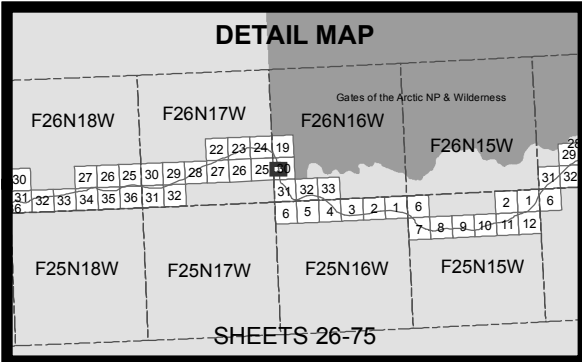 DETAIL MAP
Gates of the Arctic NP & Wilderness
F26N18W F26N17W F26N16W F26N15W
22 23 24 19
28
29
30 27 26 25 30 29 28 27 26 25 30 31 32
31 32 33 34 35 36 31 32 31 32 33
6 6 5 4 3 2 1 6 2 1 6
7 8 9 10 11 12
F25N18W F25N17W F25N16W F25N15W
SHEETS 26-75